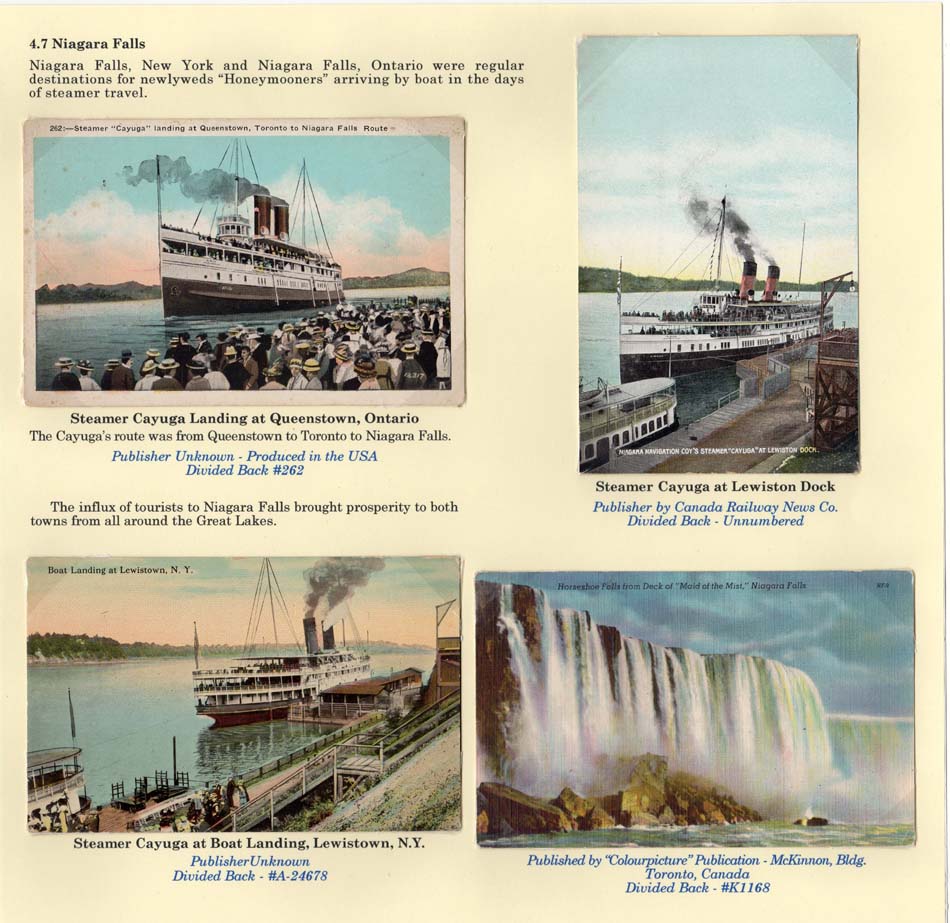 4.7 Niagara Falls
Niagara Falls, New York and Niagara Falls, Ontario were regular
destinations for newlyweds “Honeymooners” arriving by boat in the days
of steamer travel.
262:—Steamer "Cayuga" landing at Queenstown, Toronto to Niagara Falls Route
12,317
Steamer Cayuga Landing at Queenstown, Ontario
The Cayuga's route was from Queenstown to Toronto to Niagara Falls.
Publisher Unknown - Produced in the USA
Divided Back #262
NIAGARA NAVIGATION COY'S STEAMER "CAYUGA" AT LEWISTON DOCK.
Steamer Cayuga at Lewiston Dock
Publisher by Canada Railway News Co.
Divided Back - Unnumbered
The influx of tourists to Niagara Falls brought prosperity to both
towns from all around the Great Lakes.
Boat Landing at Lewistown, N. Y.
Steamer Cayuga at Boat Landing, Lewistown, N.Y.
PublisherUnknown
Divided Back - #A-24678
Horseshoe Falls from Deck of "Maid of the Mist," Niagara Falls
Published by “Colourpicture” Publication - McKinnon, Bldg.
Toronto, Canada
Divided Back - #K1168